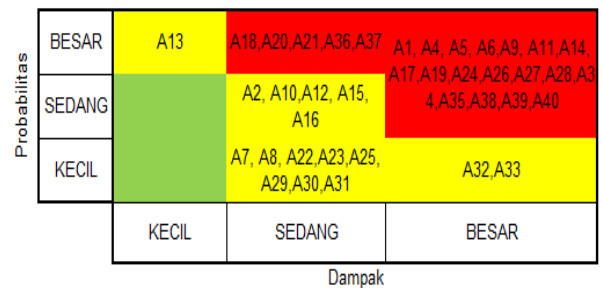 BESAR
A13
A18,A20,A21,A36,A37
A1, A4, A5, A6,A9, A11,A14,
A17,A19,A24,A26,A27,A28,A3
4,A35,A38,A39,A40
Probabilitas
SEDANG
A2, A10,A12, A15,
A16
KECIL
A7, A8, A22,A23,A25,
A29,A30,A31
A32,A33
KECIL
SEDANG
BESAR
Dampak